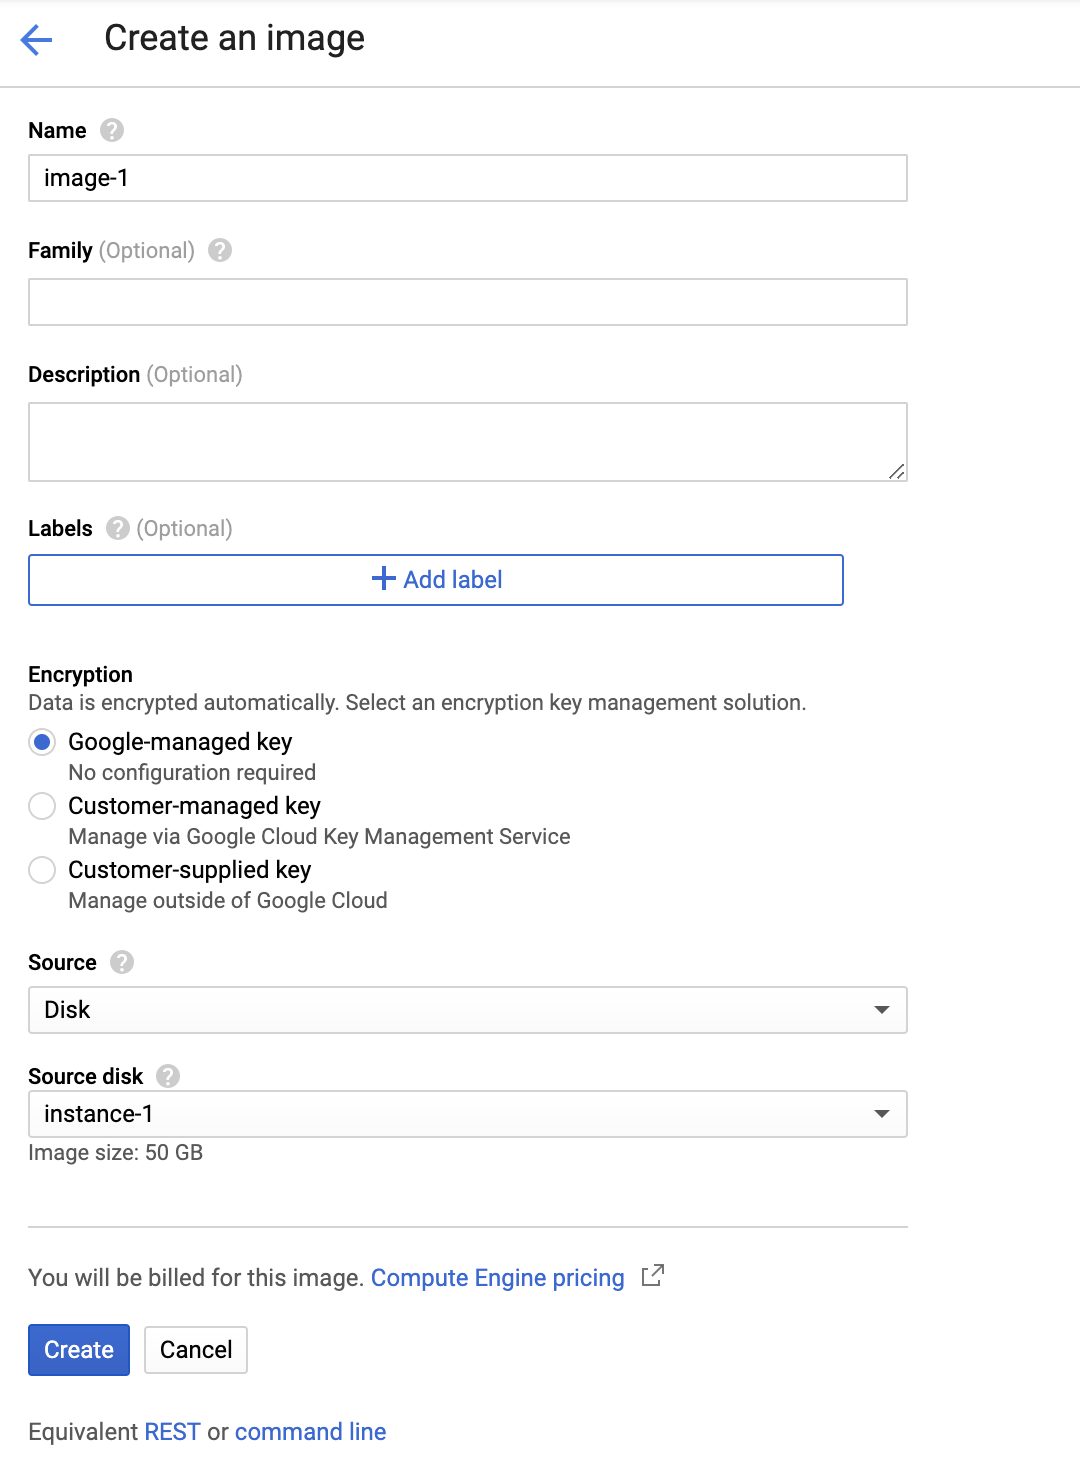 Create an image
Name ?
image-1
Family (Optional) ?
Description (Optional)
Labels ? (Optional)
+ Add label
Encryption
Data is encrypted automatically. Select an encryption key management solution.
Google-managed key
No configuration required
Customer-managed key
Manage via Google Cloud Key Management Service
Customer-supplied key
Manage outside of Google Cloud
Source ?
Disk
Source disk ?
instance-1
Image size: 50 GB
You will be billed for this image. Compute Engine pricing
Create Cancel
Equivalent REST or command line